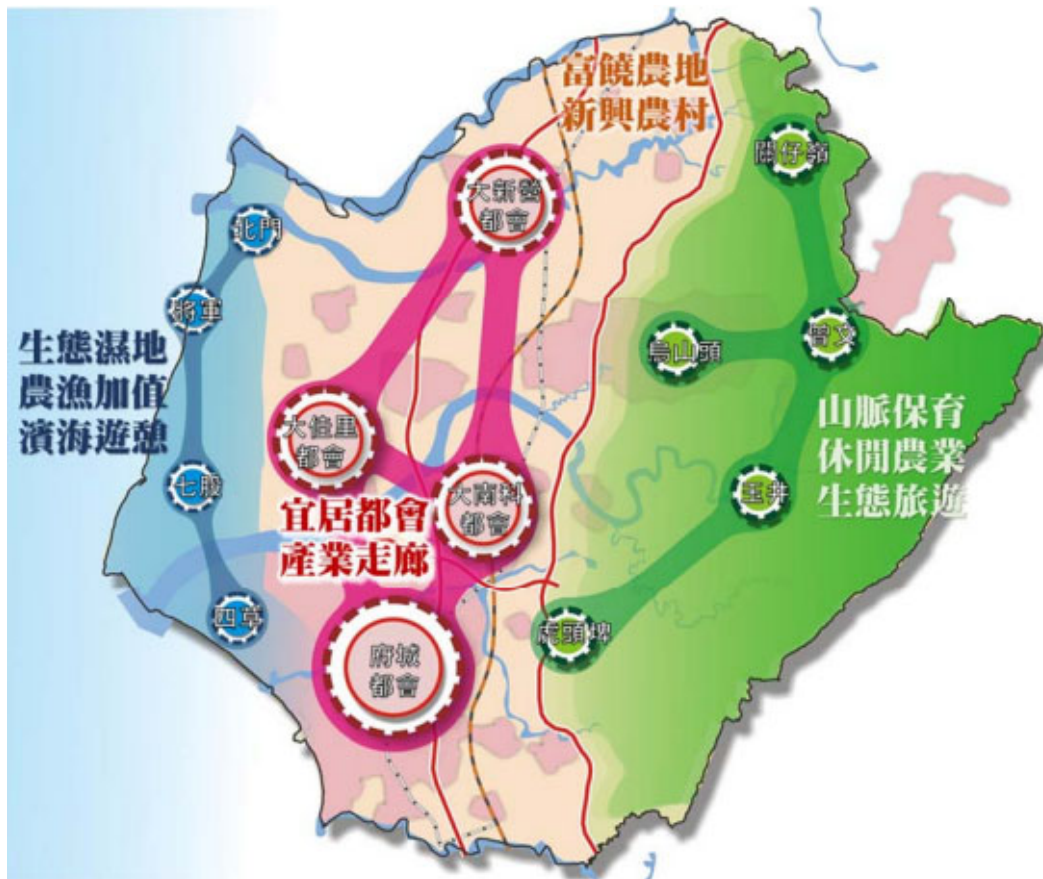 富饒農地
新興農村
關仔嶺
大新營
都會
北門
將軍
生態濕地
農漁加值
濱海遊憩
烏山頭
曾文
大佳里
都會
山脈保育
休閒農業
生態旅遊
七股
大南科
都會
玉井
宜居都會
產業走廊
四草
虎頭埤
府城
都會